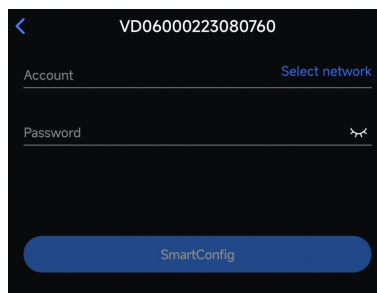 VD06000223080760
Account
Select network
Password
SmartConfig